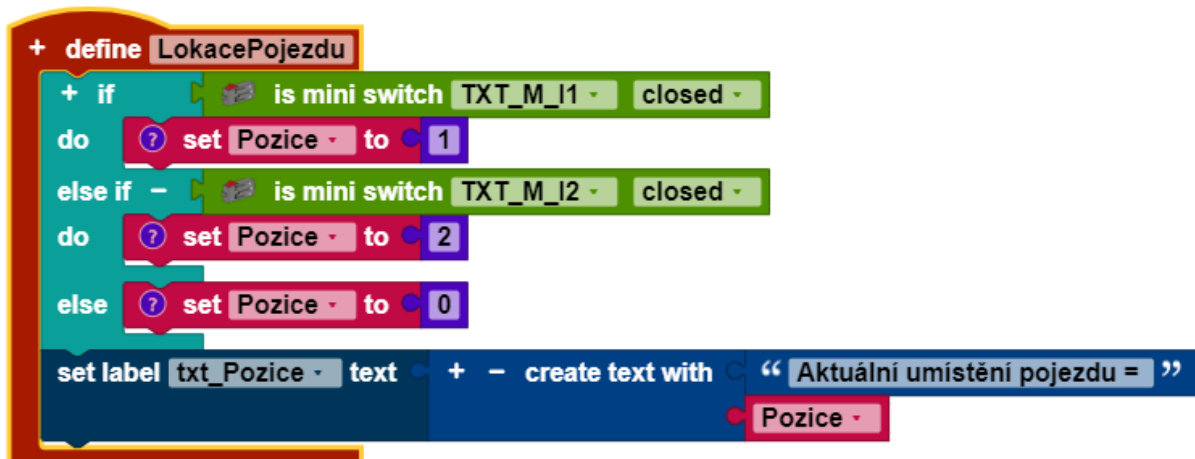 + define LokacePojezdu
+ if is mini switch TXT_M_I1 closed
do ? set Pozice to 1
else if − is mini switch TXT_M_I2 closed
do ? set Pozice to 2
else ? set Pozice to 0
set label txt_Pozice text + − create text with “ Aktuální umístění pojezdu = ”
Pozice